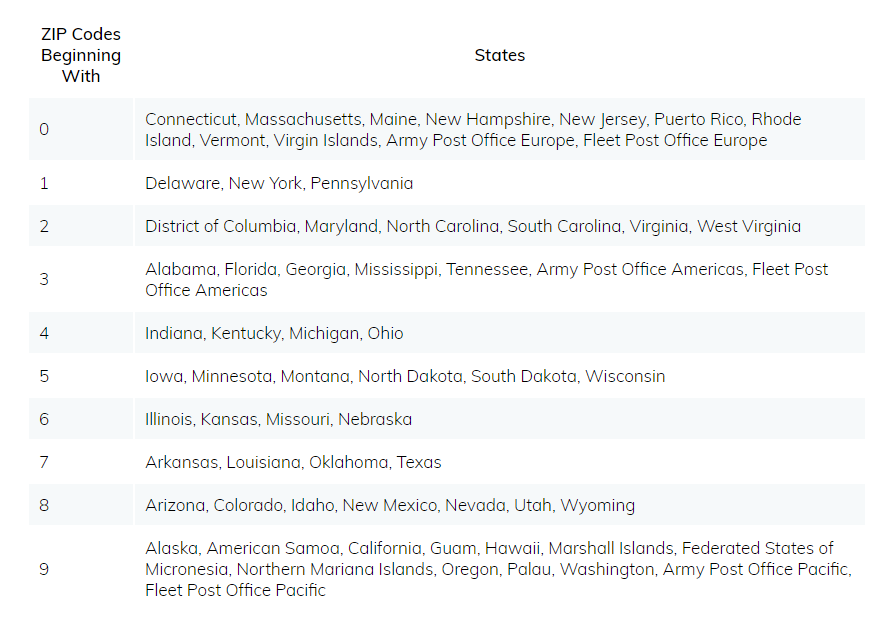 ZIP Codes
Beginning
With
States
0
Connecticut, Massachusetts, Maine, New Hampshire, New Jersey, Puerto Rico, Rhode
Island, Vermont, Virgin Islands, Army Post Office Europe, Fleet Post Office Europe
1
Delaware, New York, Pennsylvania
2
District of Columbia, Maryland, North Carolina, South Carolina, Virginia, West Virginia
3
Alabama, Florida, Georgia, Mississippi, Tennessee, Army Post Office Americas, Fleet Post
Office Americas
4
Indiana, Kentucky, Michigan, Ohio
5
Iowa, Minnesota, Montana, North Dakota, South Dakota, Wisconsin
6
Illinois, Kansas, Missouri, Nebraska
7
Arkansas, Louisiana, Oklahoma, Texas
8
Arizona, Colorado, Idaho, New Mexico, Nevada, Utah, Wyoming
9
Alaska, American Samoa, California, Guam, Hawaii, Marshall Islands, Federated States of
Micronesia, Northern Mariana Islands, Oregon, Palau, Washington, Army Post Office Pacific,
Fleet Post Office Pacific